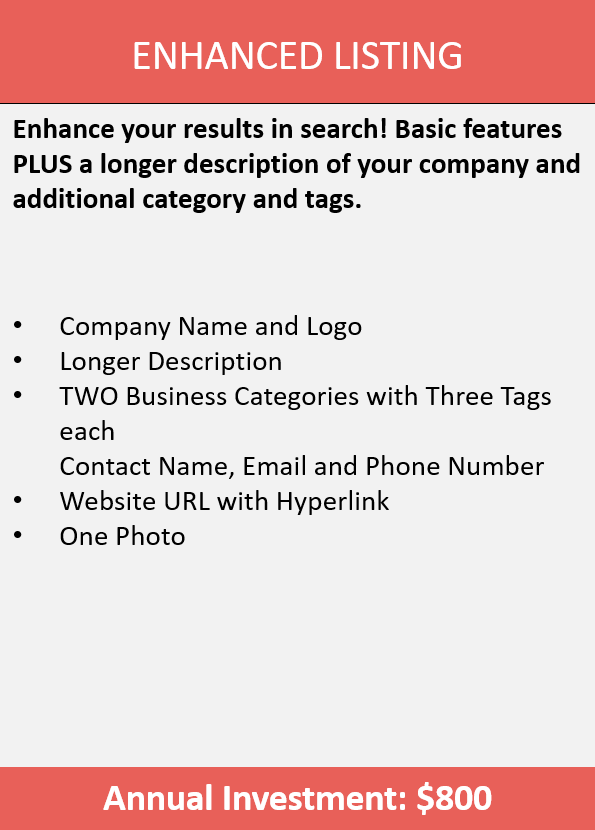 ENHANCED LISTING
Enhance your results in search! Basic features
PLUS a longer description of your company and
additional category and tags.
• Company Name and Logo
• Longer Description
• TWO Business Categories with Three Tags
each
Contact Name, Email and Phone Number
• Website URL with Hyperlink
• One Photo
Annual Investment: $800